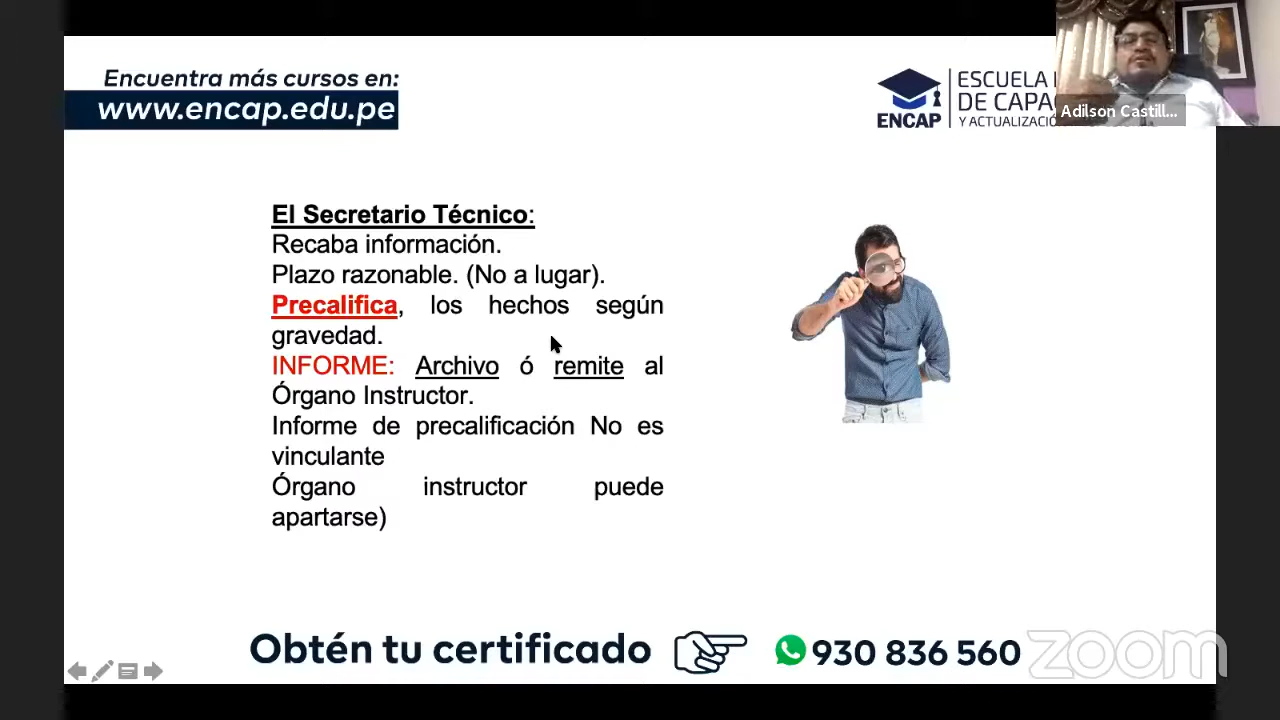 Encuentra más cursos en:
www.encap.edu.pe
ENCAP
ESCUELA
DE CAPA
Y ACTUALIZACIÓ
Adilson Castill...
El Secretario Técnico:
Recaba información.
Plazo razonable. (No a lugar).
Precalifica, los hechos según
gravedad.
INFORME: Archivo ó remite al
Órgano Instructor.
Informe de precalificación No es
vinculante
Órgano instructor puede
apartarse)
Obtén tu certificado
930 836 560
zoom